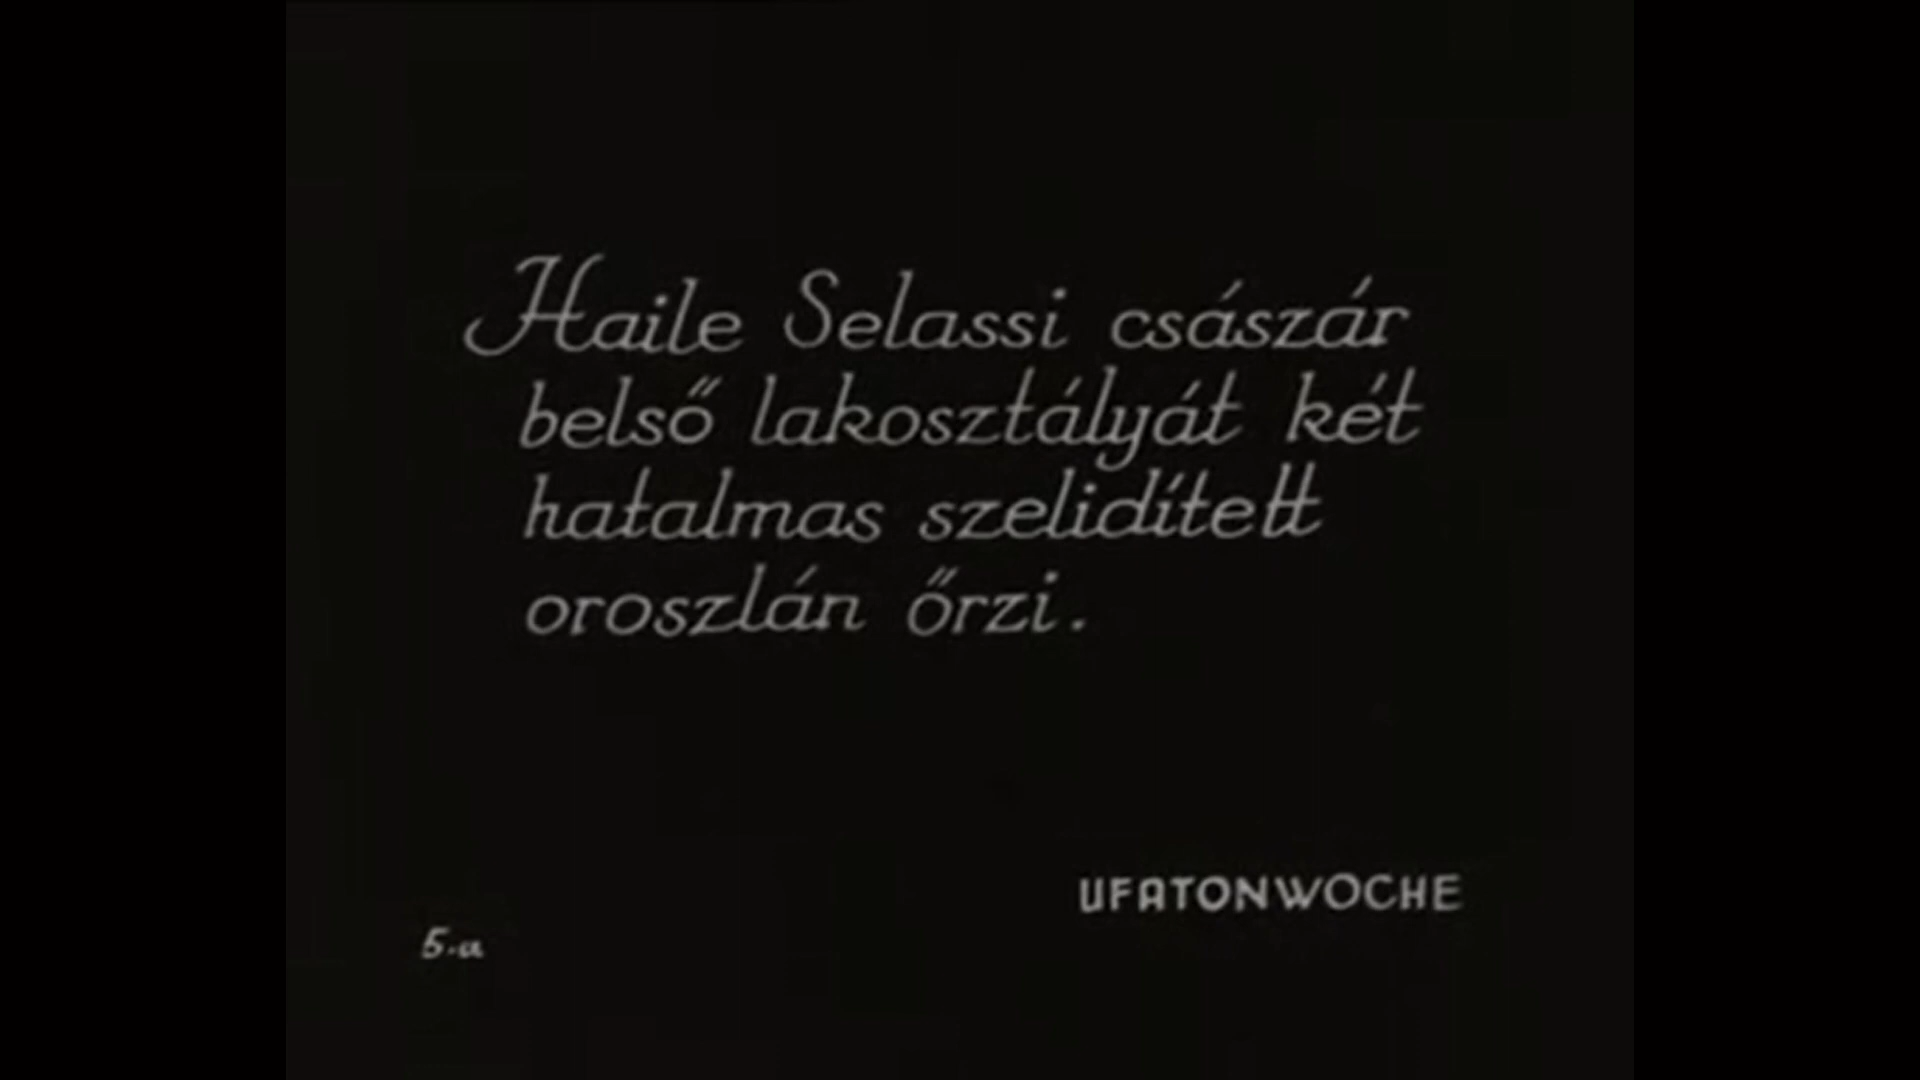 Haile Selassi császár
belső lakosztályát két
hatalmas szelidített
oroszlán őrzi.
UFATONWOCHE
5.-a